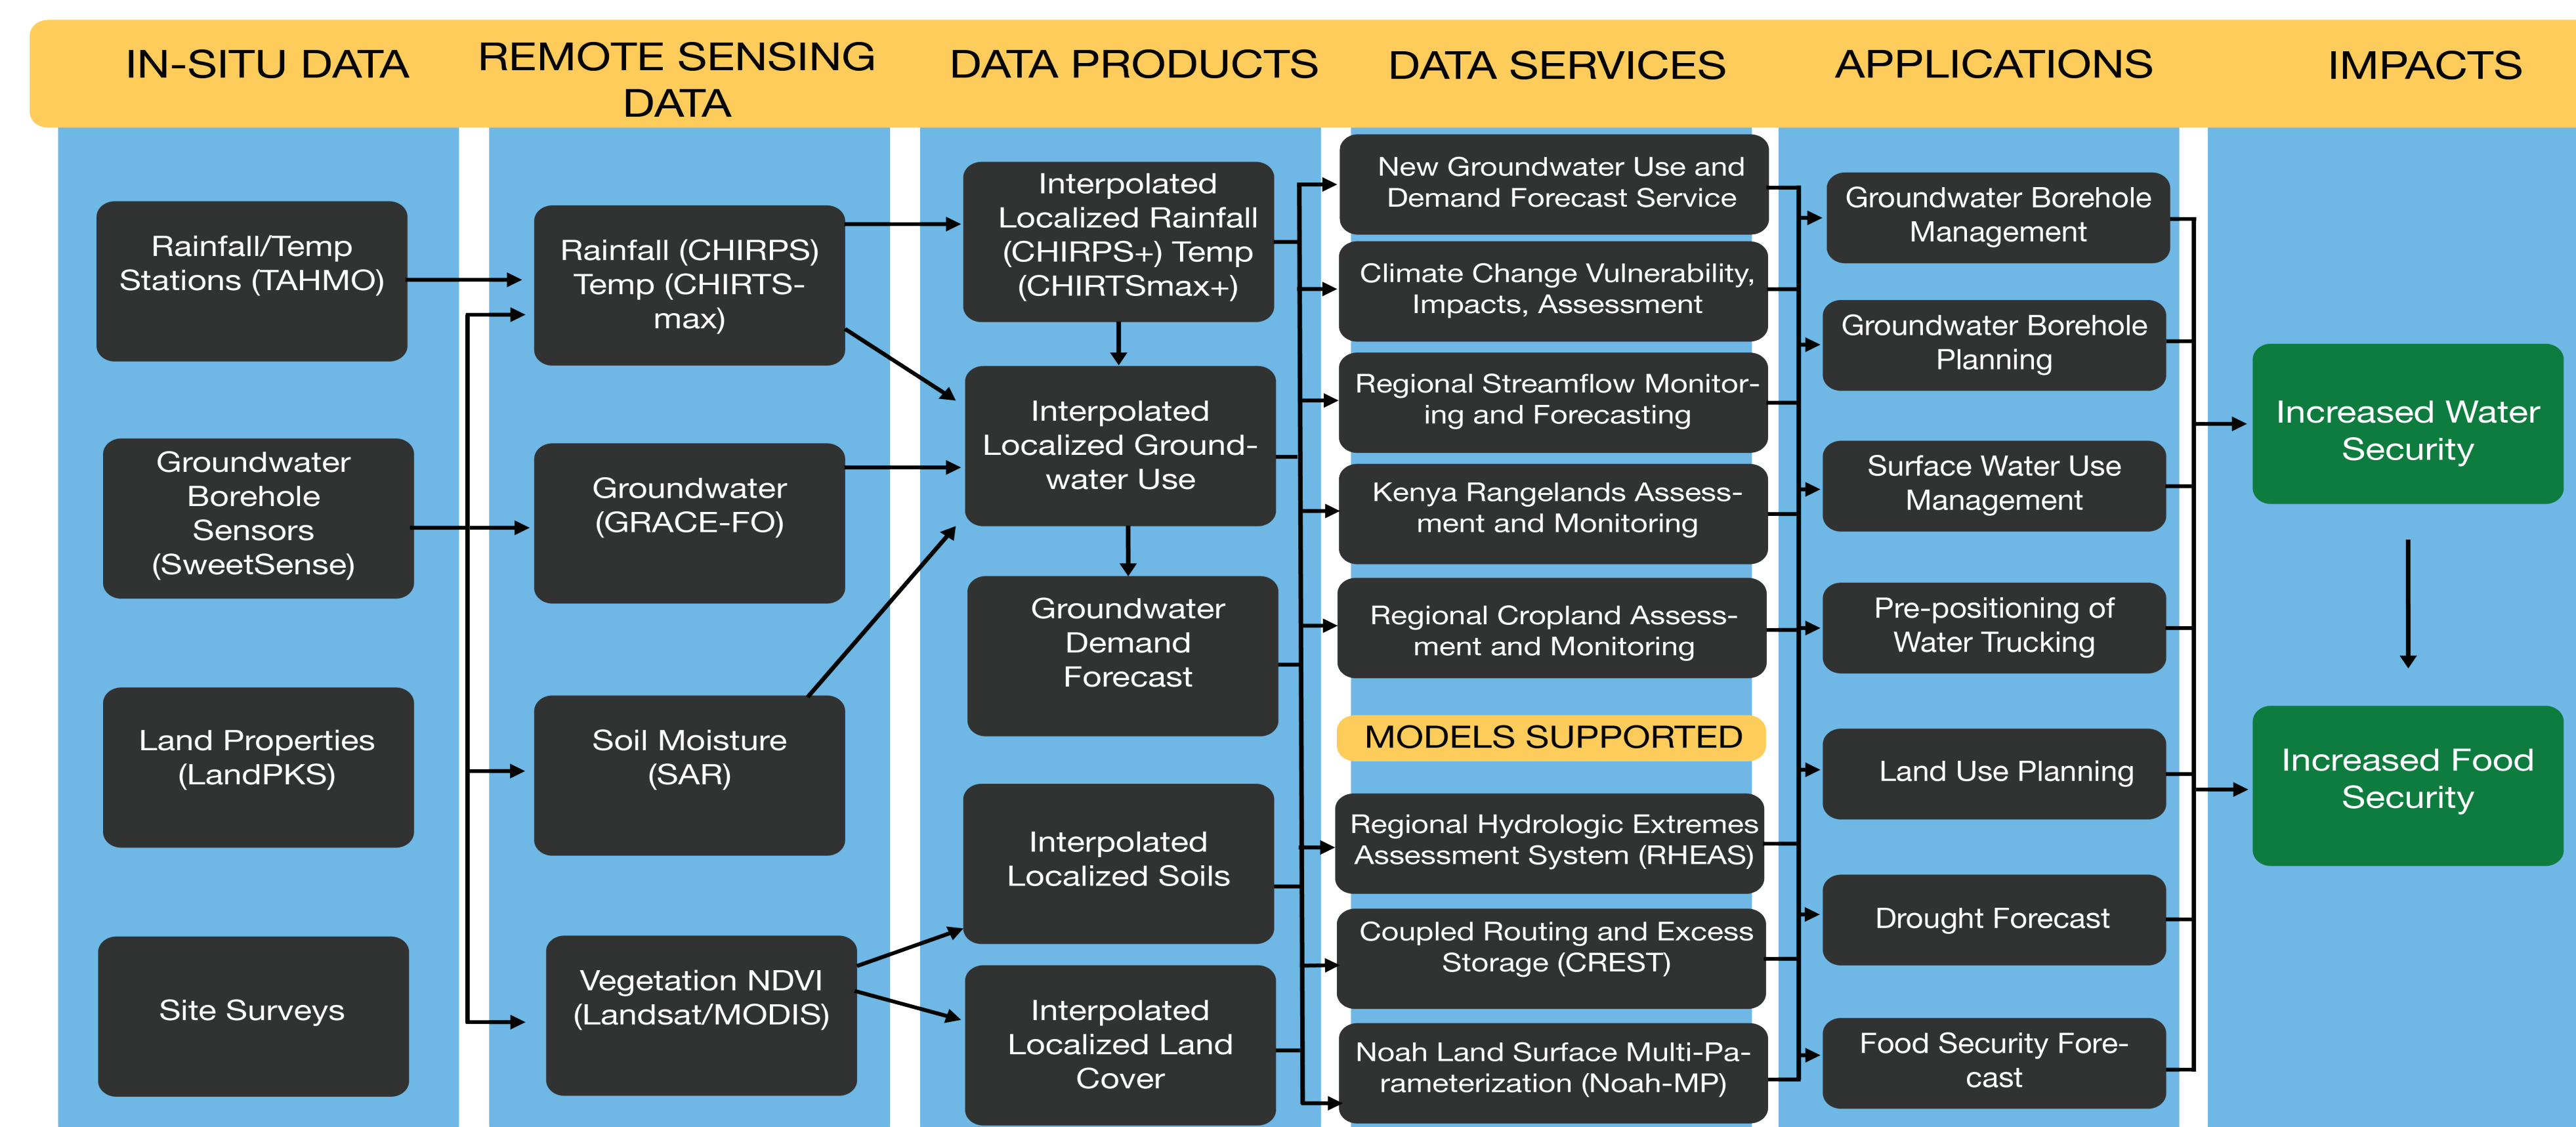 IN-SITU DATA
REMOTE SENSING
DATA
DATA PRODUCTS
DATA SERVICES
APPLICATIONS
IMPACTS
Rainfall/Temp
Stations (TAHMO)
Groundwater
Borehole
Sensors
(SweetSense)
Land Properties
(LandPKS)
Site Surveys
Rainfall (CHIRPS)
Temp (CHIRTS-
max)
Groundwater
(GRACE-FO)
Soil Moisture
(SAR)
Vegetation NDVI
(Landsat/MODIS)
Interpolated
Localized Rainfall
(CHIRPS+) Temp
(CHIRTSmax+)
Interpolated
Localized Ground-
water Use
Groundwater
Demand
Forecast
Interpolated
Localized Soils
Interpolated
Localized Land
Cover
New Groundwater Use and
Demand Forecast Service
Climate Change Vulnerability,
Impacts, Assessment
Regional Streamflow Monitor-
ing and Forecasting
Kenya Rangelands Assess-
ment and Monitoring
Regional Cropland Assess-
ment and Monitoring
MODELS SUPPORTED
Regional Hydrologic Extremes
Assessment System (RHEAS)
Coupled Routing and Excess
Storage (CREST)
Noah Land Surface Multi-Pa-
rameterization (Noah-MP)
Groundwater Borehole
Management
Groundwater Borehole
Planning
Surface Water Use
Management
Pre-positioning of
Water Trucking
Land Use Planning
Drought Forecast
Food Security Fore-
cast
Increased Water
Security
Increased Food
Security